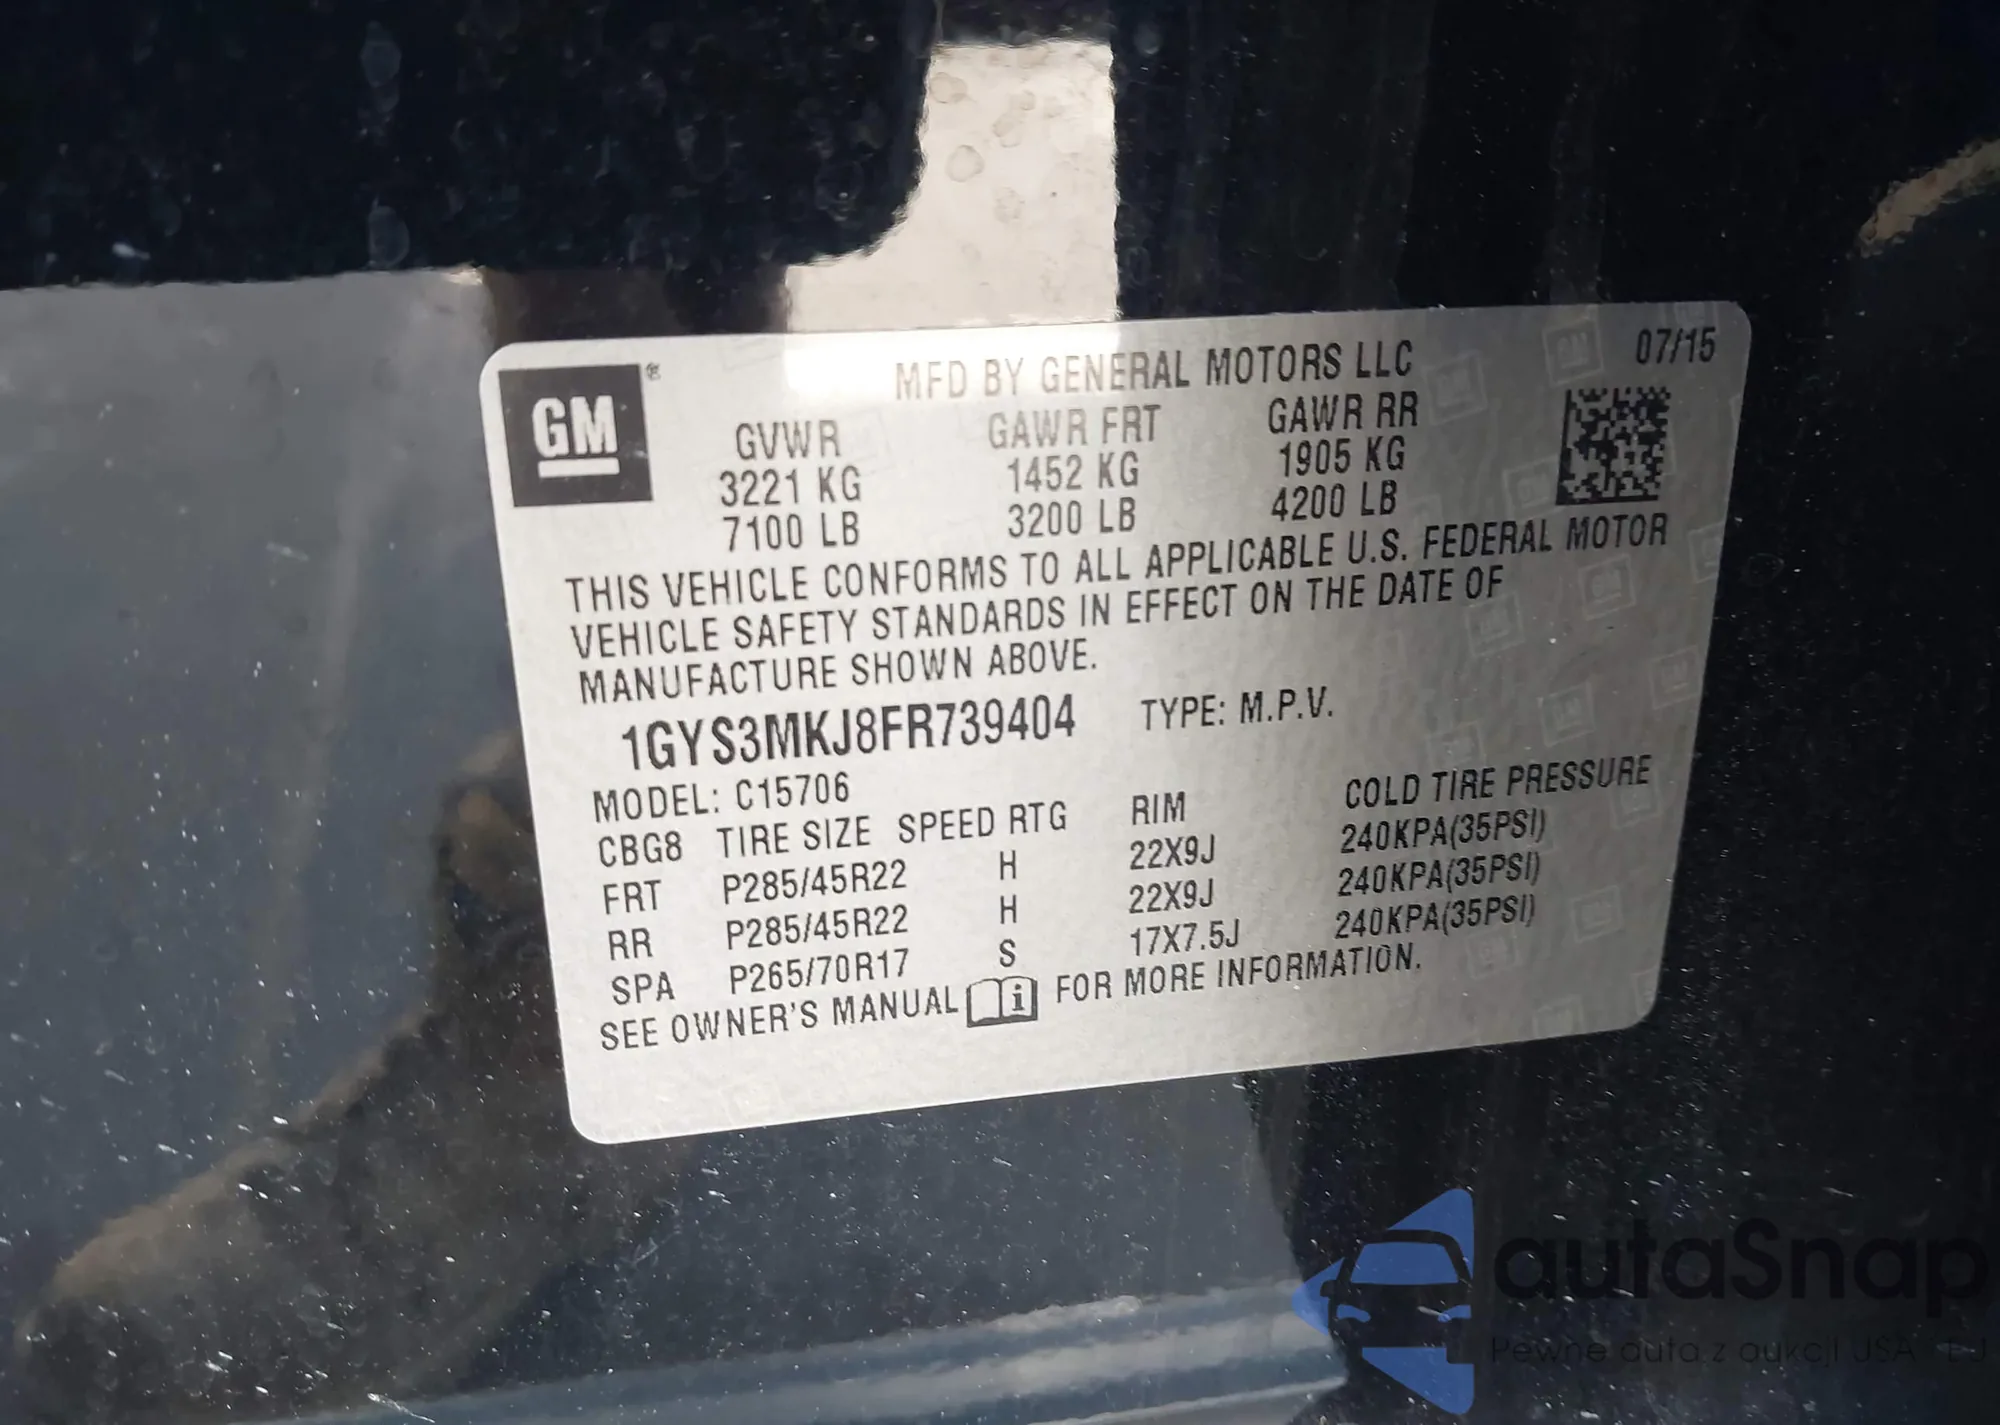 GM ®
MFD BY GENERAL MOTORS LLC 07/15
GVWR GAWR FRT GAWR RR
3221 KG 1452 KG 1905 KG
7100 LB 3200 LB 4200 LB
THIS VEHICLE CONFORMS TO ALL APPLICABLE U.S. FEDERAL MOTOR
VEHICLE SAFETY STANDARDS IN EFFECT ON THE DATE OF
MANUFACTURE SHOWN ABOVE.
1GYS3MKJ8FR739404 TYPE: M.P.V.
MODEL: C15706
CBG8 TIRE SIZE SPEED RTG RIM COLD TIRE PRESSURE
FRT P285/45R22 H 22X9J 240KPA(35PSI)
RR P285/45R22 H 22X9J 240KPA(35PSI)
SPA P265/70R17 S 17X7.5J 240KPA(35PSI)
SEE OWNER'S MANUAL i FOR MORE INFORMATION.
autaSnap
Pewne auta z aukcji USA